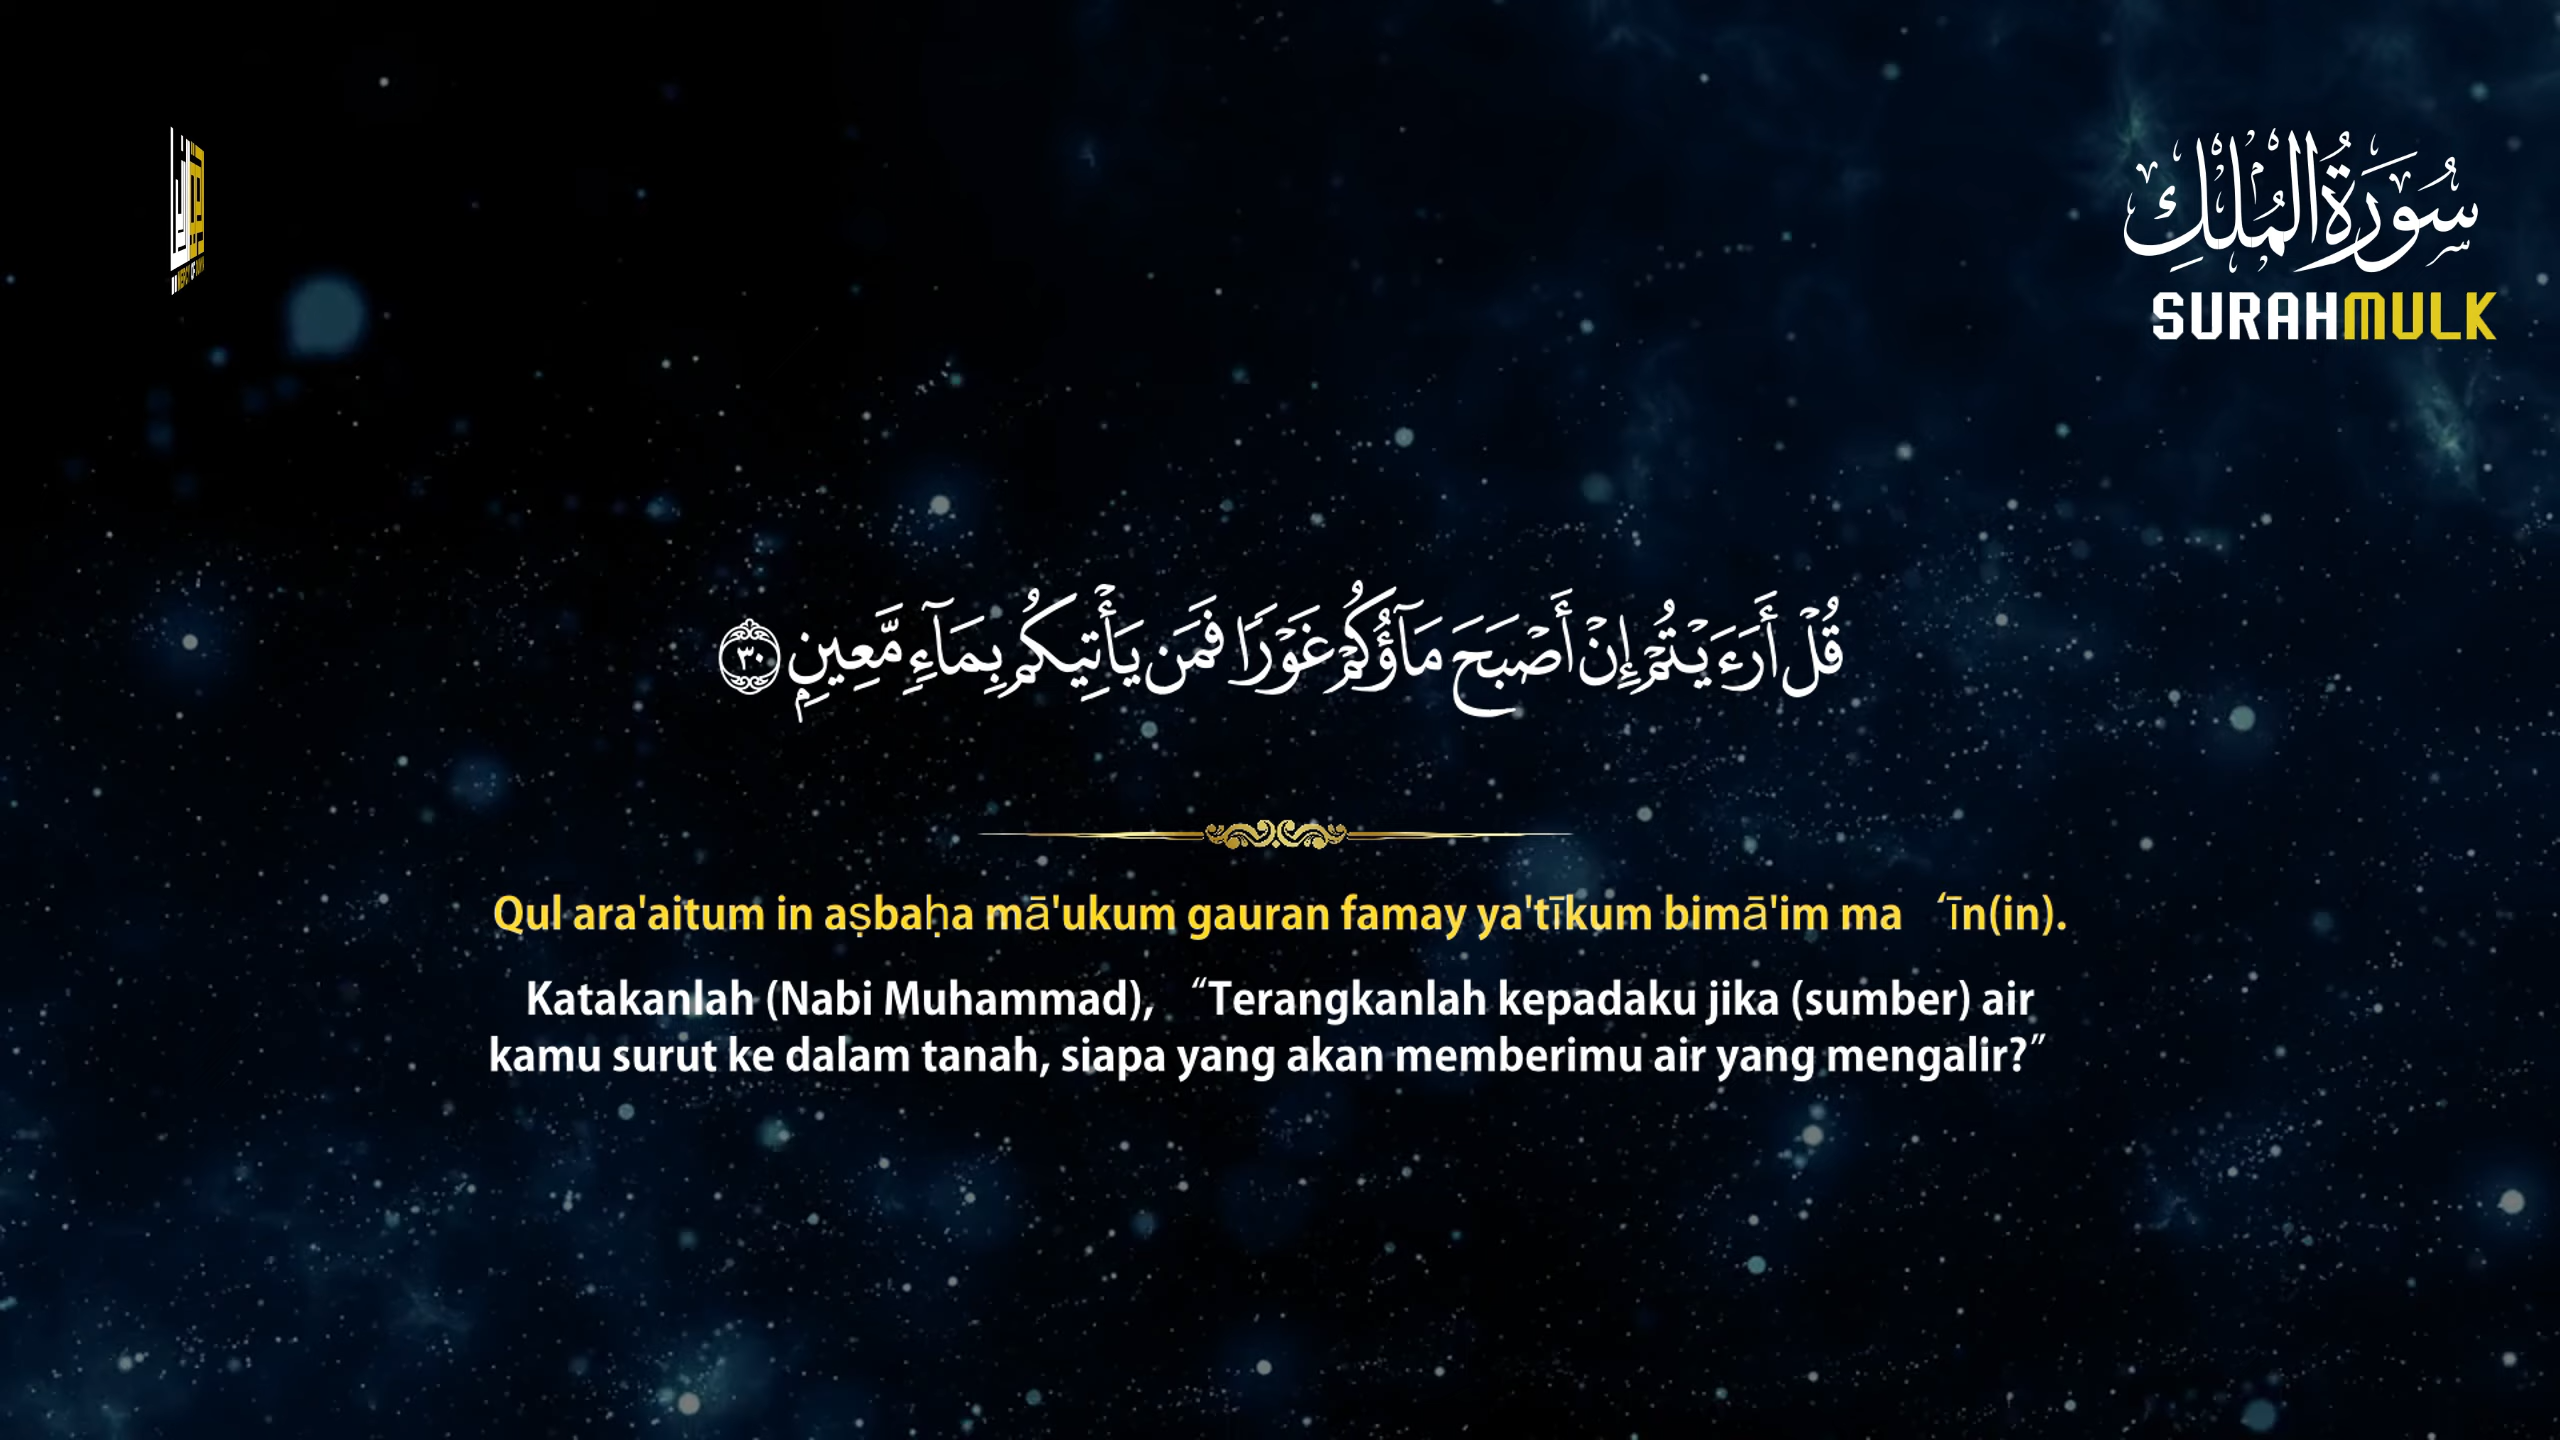 سُورَةُ الْمُلْكِ
SURAHMULK
قُلْ أَرَءَيْتُمْ إِنْ أَصْبَحَ مَآؤُكُمْ غَوْرًا فَمَن يَأْتِيكُم بِمَآءٍ مَّعِينٍۭ ٣٠
Qul ara'aitum in aṣbaḥa mā'ukum gauran famay ya'tīkum bimā'im ma ‘īn(in).
Katakanlah (Nabi Muhammad), “Terangkanlah kepadaku jika (sumber) air
kamu surut ke dalam tanah, siapa yang akan memberimu air yang mengalir?”